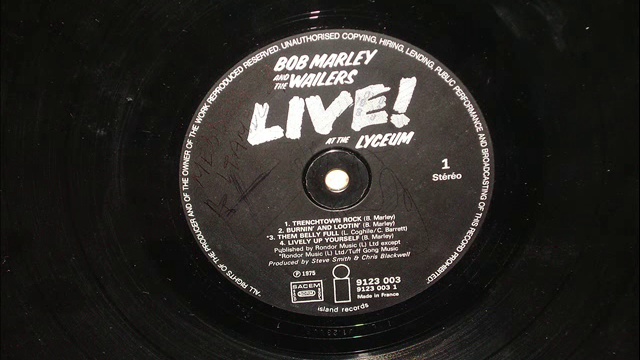 ALL RIGHTS OF THE PRODUCER AND OF THE OWNER OF THE WORK REPRODUCED RESERVED. UNAUTHORISED COPYING, HIRING, LENDING, PUBLIC PERFORMANCE AND BROADCASTING OF THIS RECORD PROHIBITED.
BOB MARLEY
AND THE WAILERS
LIVE!
AT THE LYCEUM
1
Stéréo
1. TRENCHTOWN ROCK (B. Marley)
2. BURNIN' AND LOOTIN' (B. Marley)
*3. THEM BELLY FULL (L. Coghile/C. Barrett)
4. LIVELY UP YOURSELF (B. Marley)
Published by Rondor Music (L) Ltd except
*Rondor Music (L) Ltd/Tuff Gong Music
Produced by Steve Smith & Chris Blackwell
℗ 1975
SACEM
i
9123 003
9123 003 1
Made in France
island records